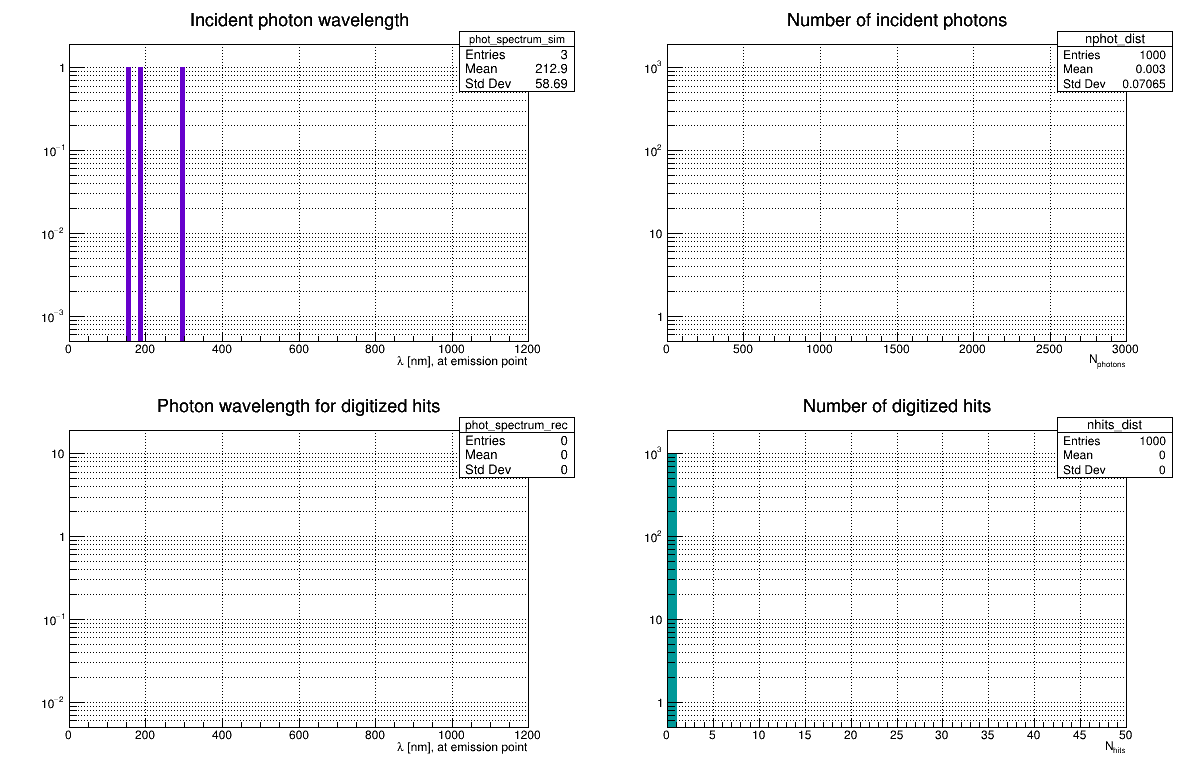 Incident photon wavelength
phot_spectrum_sim
Entries 3
Mean 212.9
Std Dev 58.69
1
10⁻¹
10⁻²
10⁻³
0 200 400 600 800 1000 1200
λ [nm], at emission point
Number of incident photons
nphot_dist
Entries 1000
Mean 0.003
Std Dev 0.07065
10³
10²
10
1
0 500 1000 1500 2000 2500 3000
Nphotons
Photon wavelength for digitized hits
phot_spectrum_rec
Entries 0
Mean 0
Std Dev 0
10
1
10⁻¹
10⁻²
0 200 400 600 800 1000 1200
λ [nm], at emission point
Number of digitized hits
nhits_dist
Entries 1000
Mean 0
Std Dev 0
10³
10²
10
1
0 5 10 15 20 25 30 35 40 45 50
Nhits